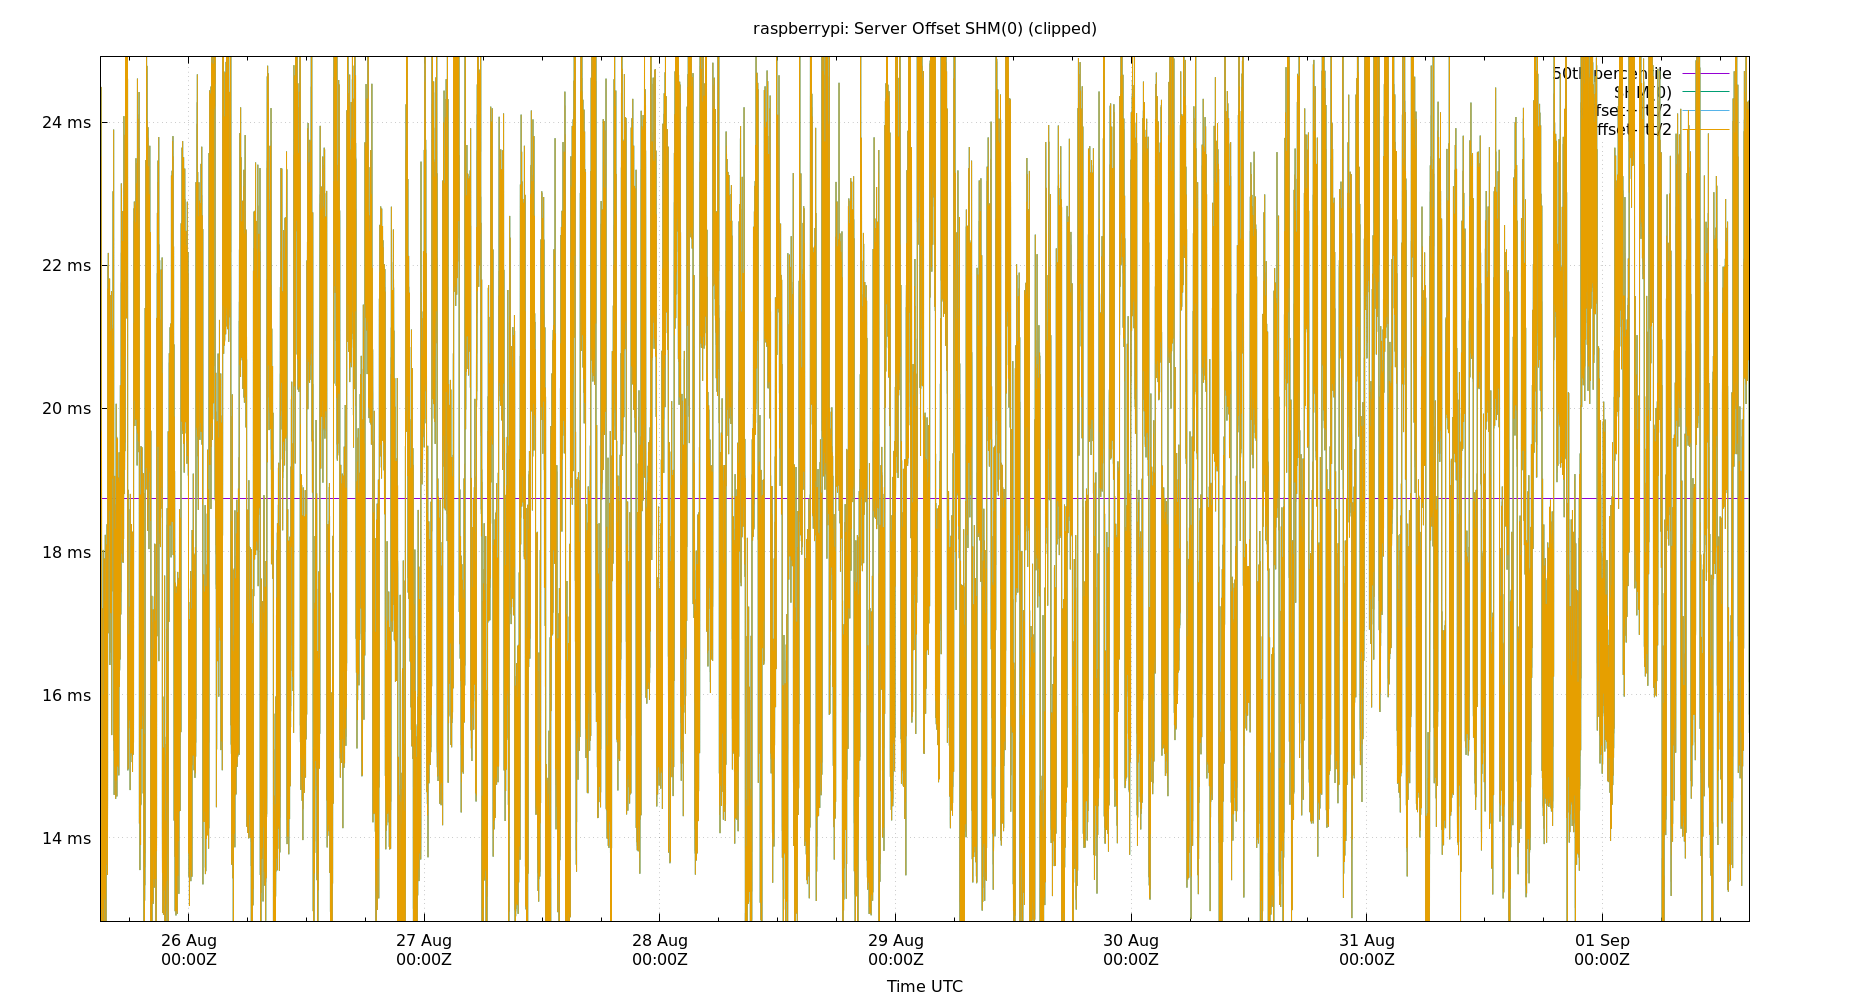 raspberrypi: Server Offset SHM(0) (clipped)
50th percentile
SHM(0)
24 ms
22 ms
20 ms
18 ms
16 ms
14 ms
26 Aug 27 Aug 28 Aug 29 Aug 30 Aug 31 Aug 01 Sep
00:00Z 00:00Z 00:00Z 00:00Z 00:00Z 00:00Z 00:00Z
Time UTC